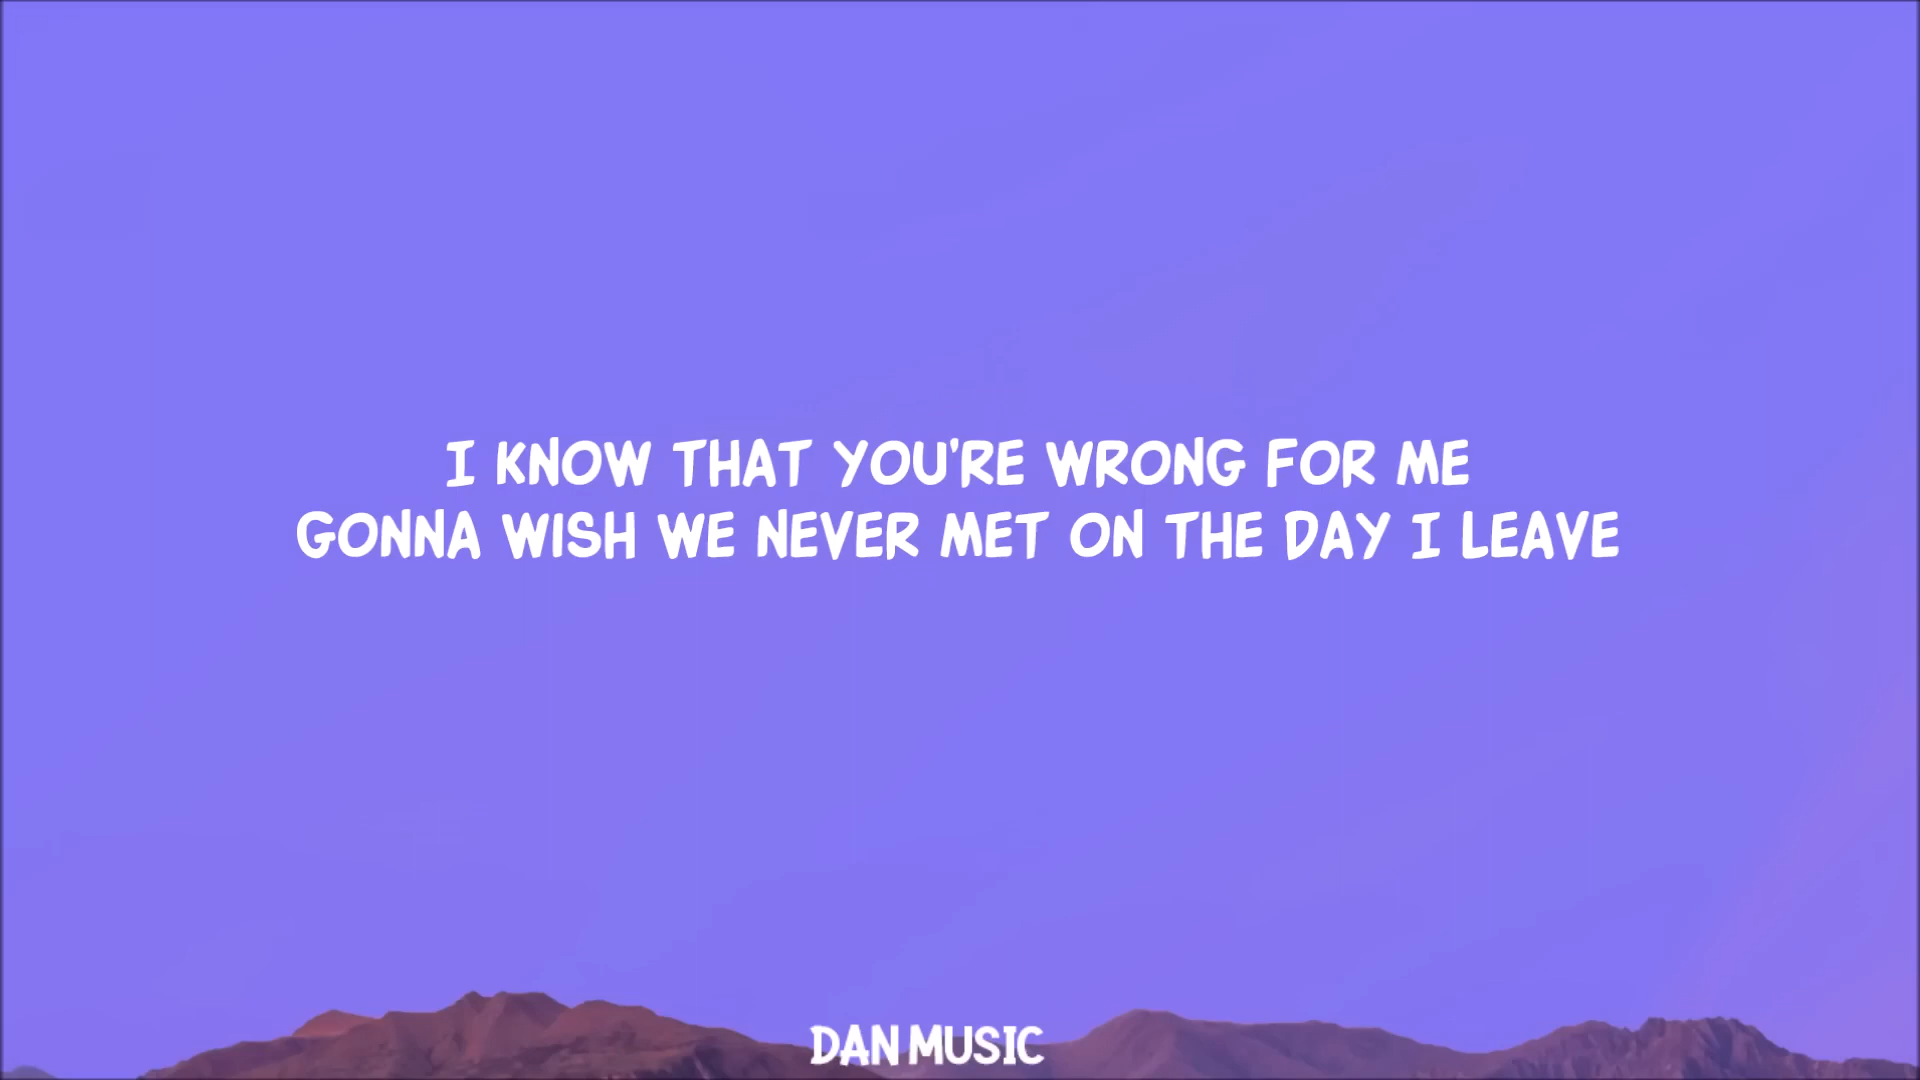 I KNOW THAT YOU'RE WRONG FOR ME
GONNA WISH WE NEVER MET ON THE DAY I LEAVE
DAN MUSIC